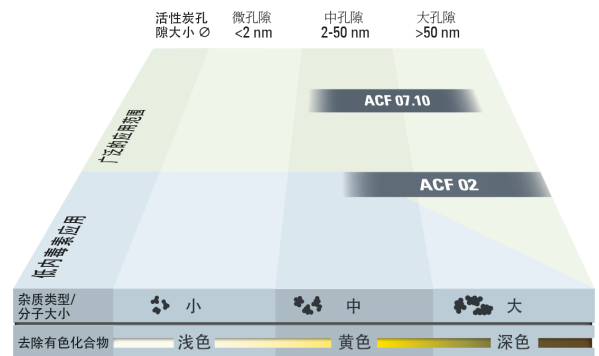 活性炭孔
隙大小 ∅
微孔隙
<2 nm
中孔隙
2-50 nm
大孔隙
>50 nm
广泛的应用范围
ACF 07.10
低内毒素应用
ACF 02
杂质类型/
分子大小
小
中
大
去除有色化合物
浅色
黄色
深色